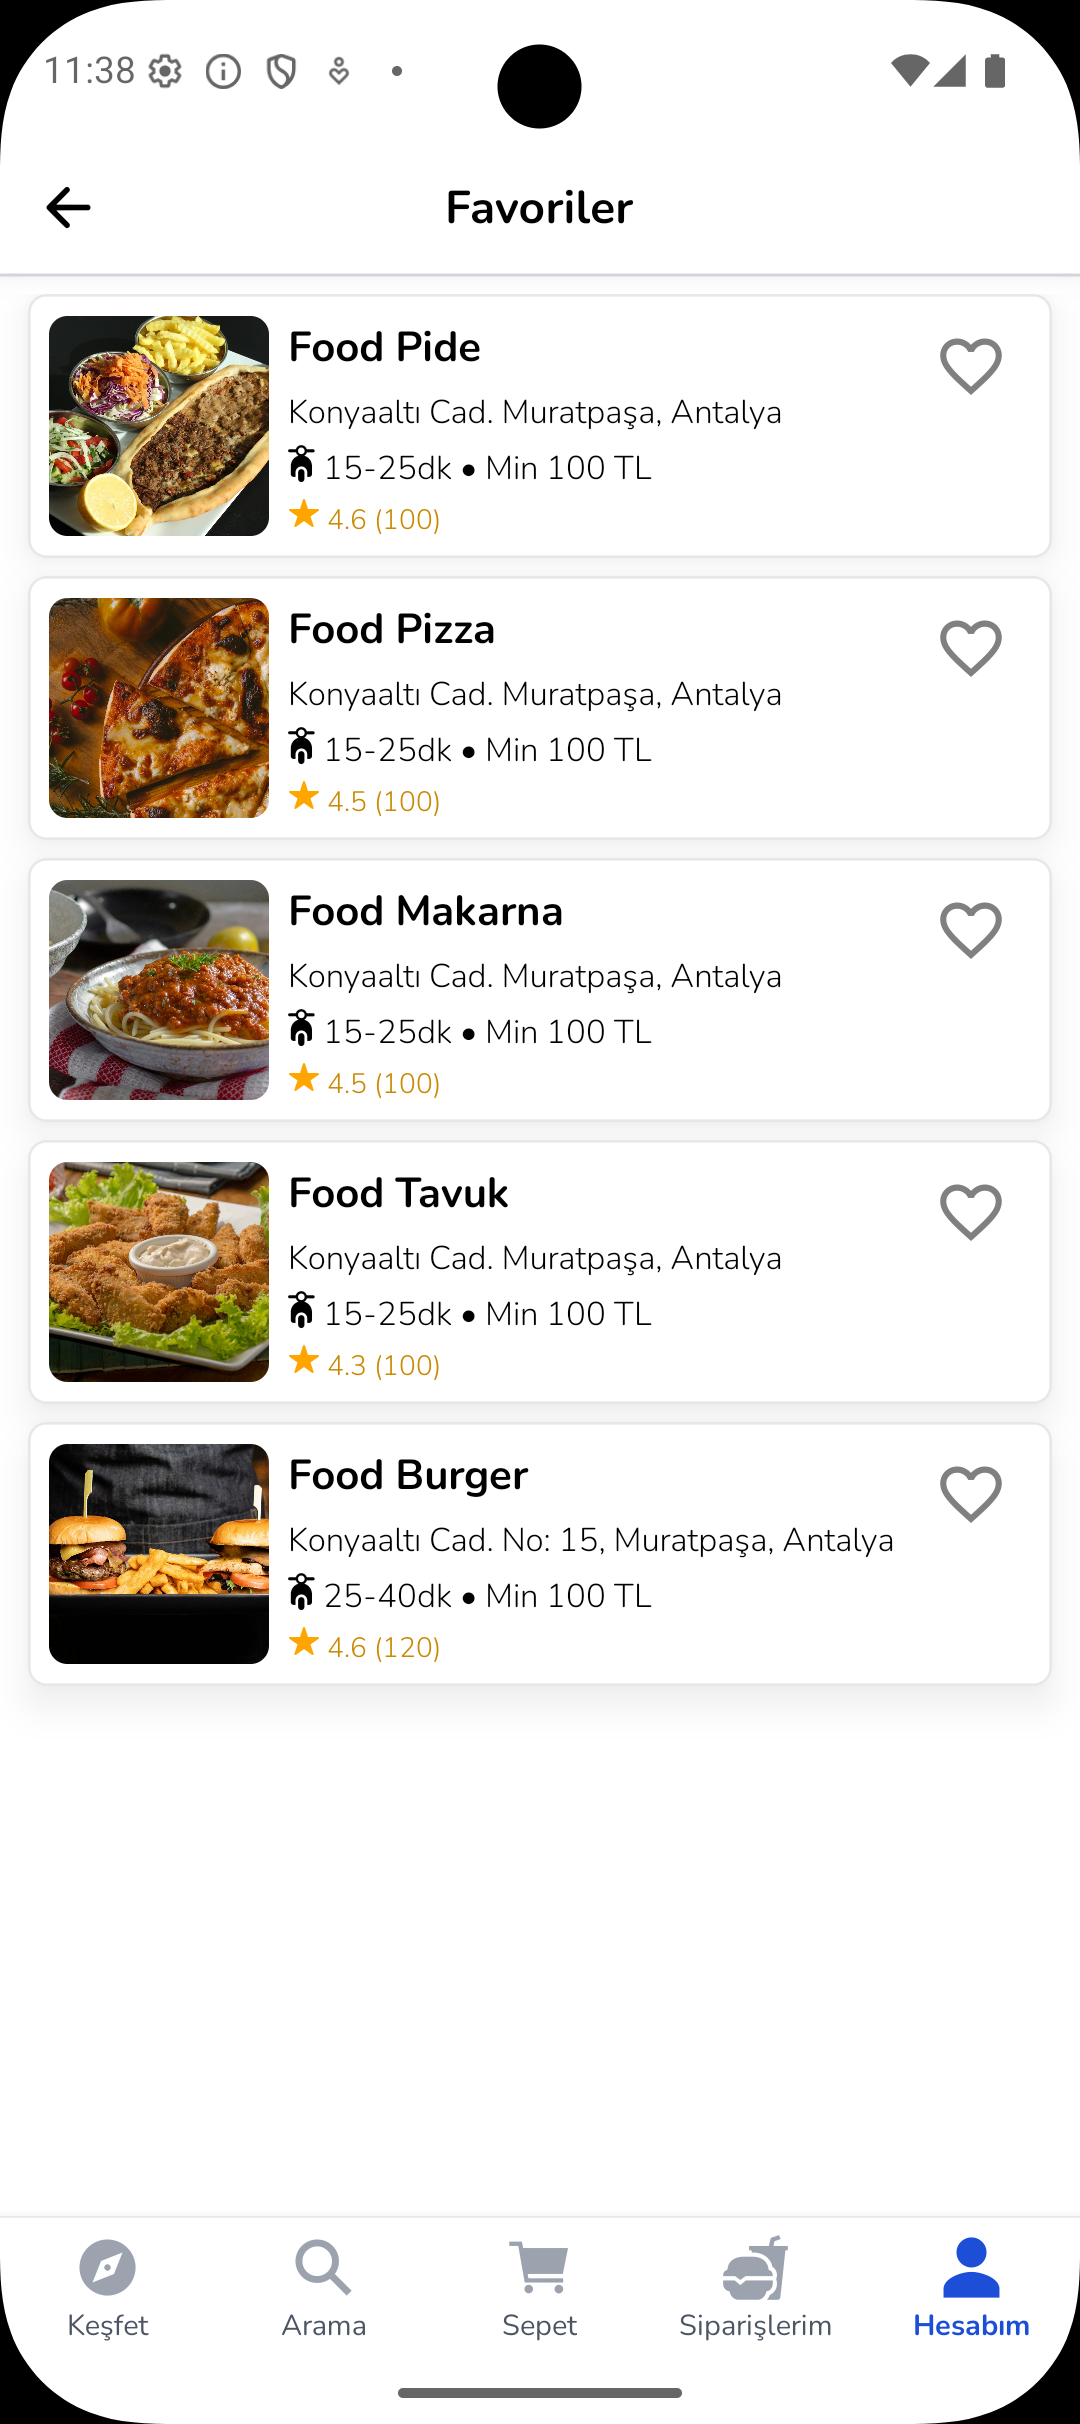 11:38
Favoriler
Food Pide
Konyaaltı Cad. Muratpaşa, Antalya
15-25dk • Min 100 TL
4.6 (100)
Food Pizza
Konyaaltı Cad. Muratpaşa, Antalya
15-25dk • Min 100 TL
4.5 (100)
Food Makarna
Konyaaltı Cad. Muratpaşa, Antalya
15-25dk • Min 100 TL
4.5 (100)
Food Tavuk
Konyaaltı Cad. Muratpaşa, Antalya
15-25dk • Min 100 TL
4.3 (100)
Food Burger
Konyaaltı Cad. No: 15, Muratpaşa, Antalya
25-40dk • Min 100 TL
4.6 (120)
Keşfet Arama Sepet Siparişlerim Hesabım